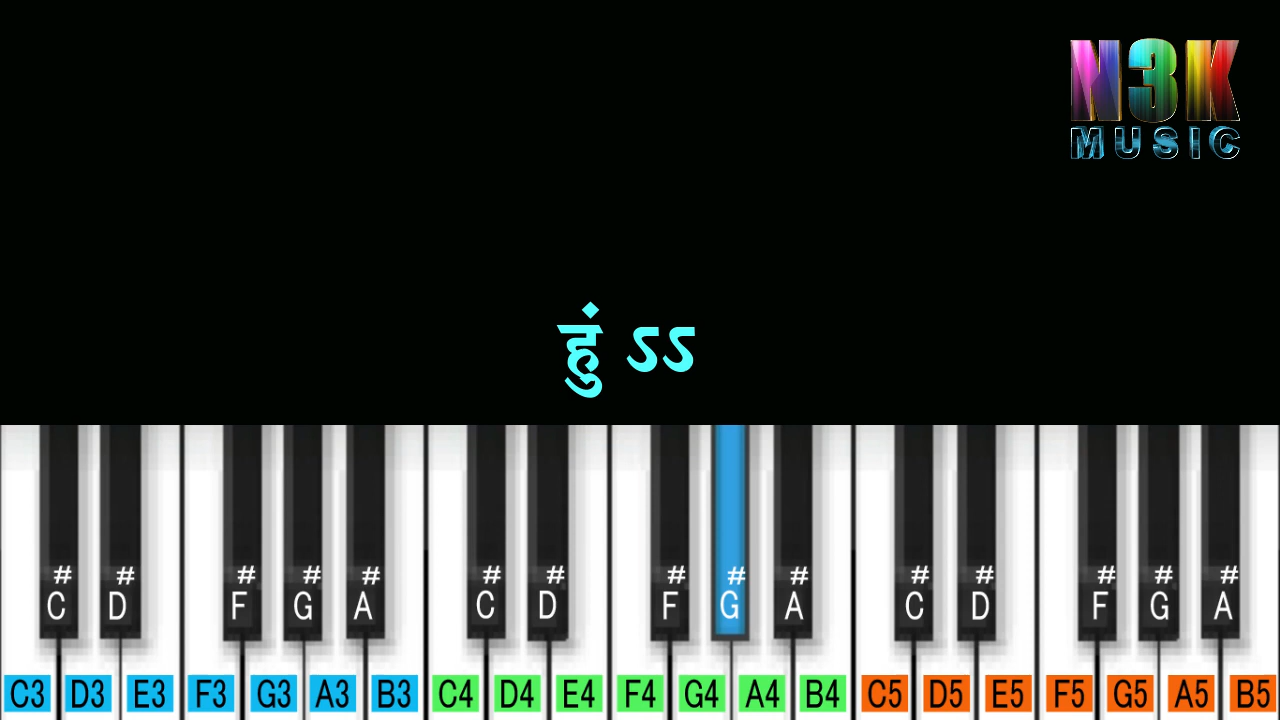 N3K
MUSIC
हुं ऽऽ
# # # # # # # # # # # # # # #
C D F G A C D F G A C D F G A
C3 D3 E3 F3 G3 A3 B3 C4 D4 E4 F4 G4 A4 B4 C5 D5 E5 F5 G5 A5 B5